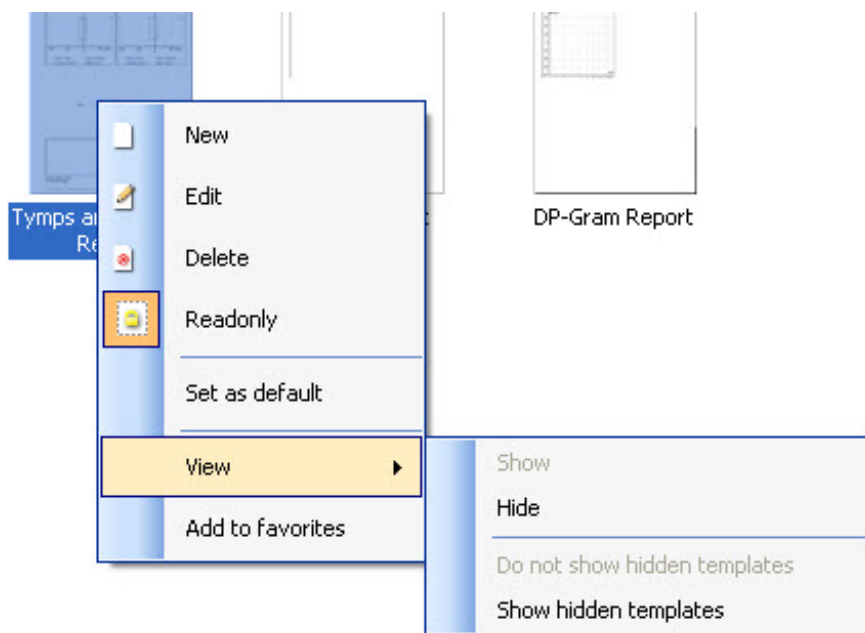 New
Edit
Tymps a
DP-Gram Report
Re
Delete
Readonly
Set as default
View
Show
Add to favorites
Hide
Do not show hidden templates
Show hidden templates